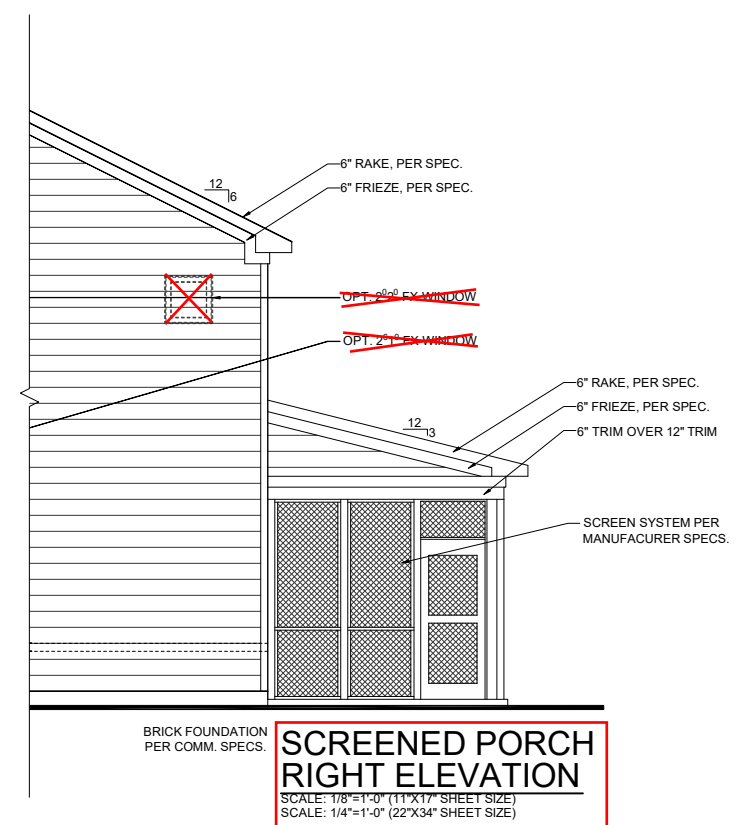 6" RAKE, PER SPEC.
12
6
6" FRIEZE, PER SPEC.
OPT. 2⁰2⁰ FX WINDOW
OPT. 2⁶1⁰ FX WINDOW
6" RAKE, PER SPEC.
6" FRIEZE, PER SPEC.
12
3
6" TRIM OVER 12" TRIM
SCREEN SYSTEM PER
MANUFACURER SPECS.
BRICK FOUNDATION
PER COMM. SPECS.
SCREENED PORCH
RIGHT ELEVATION
SCALE: 1/8"=1'-0" (11"X17" SHEET SIZE)
SCALE: 1/4"=1'-0" (22"X34" SHEET SIZE)